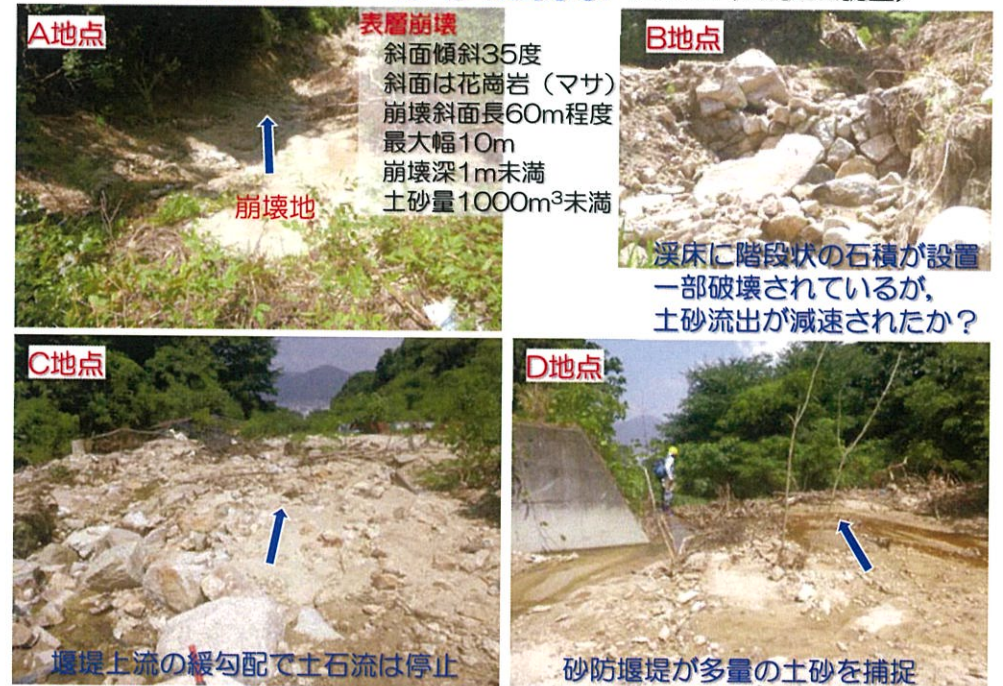 A地点
表層崩壊
斜面傾斜35度
斜面は花崗岩（マサ）
崩壊斜面長60m程度
最大幅10m
崩壊深1m未満
土砂量1000m³未満
崩壊地
B地点
渓床に階段状の石積が設置
一部破壊されているが,
土砂流出が減速されたか？
C地点
堰堤上流の緩勾配で土石流は停止
D地点
砂防堰堤が多量の土砂を捕捉